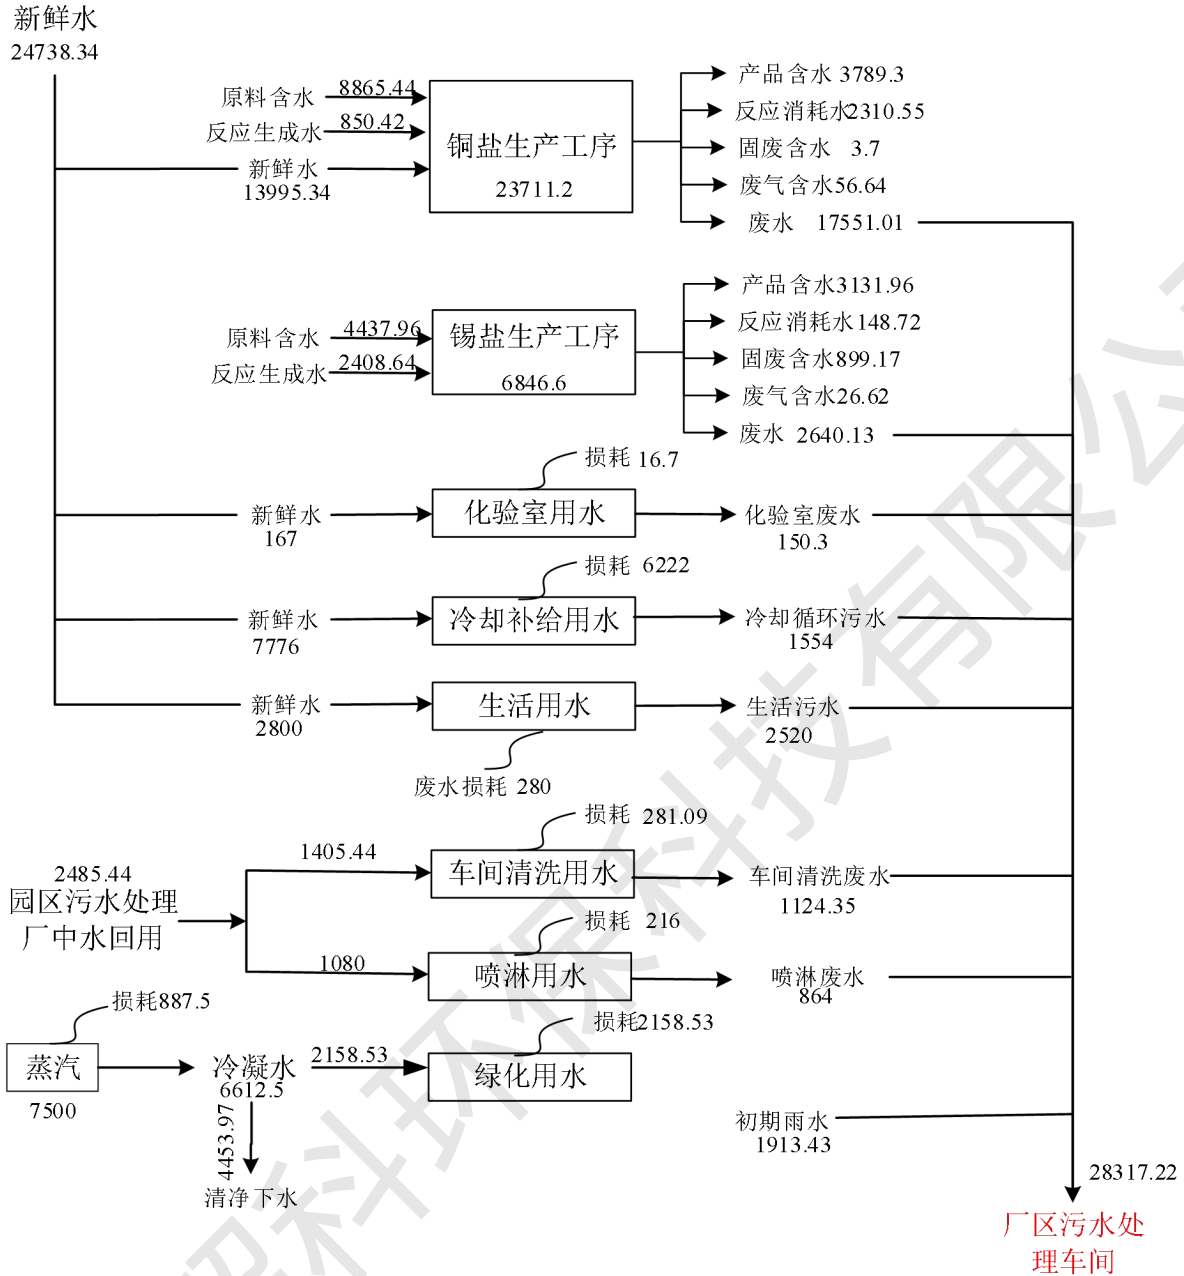 新鲜水
24738.34
原料含水 8865.44
反应生成水 850.42
新鲜水
13995.34
铜盐生产工序
23711.2
产品含水 3789.3
反应消耗水2310.55
固废含水 3.7
废气含水56.64
废水 17551.01
原料含水 4437.96
反应生成水 2408.64
锡盐生产工序
6846.6
产品含水3131.96
反应消耗水148.72
固废含水899.17
废气含水26.62
废水 2640.13
损耗 16.7
新鲜水
167
化验室用水
化验室废水
150.3
损耗 6222
新鲜水
7776
冷却补给用水
冷却循环污水
1554
新鲜水
2800
生活用水
生活污水
2520
废水损耗 280
损耗 281.09
1405.44
车间清洗用水
车间清洗废水
1124.35
2485.44
园区污水处理
厂中水回用
损耗 216
1080
喷淋用水
喷淋废水
864
损耗887.5
蒸汽
7500
冷凝水
6612.5
2158.53
损耗2158.53
绿化用水
4453.97
清净下水
初期雨水
1913.43
28317.22
厂区污水处
理车间
科环保科技有限公